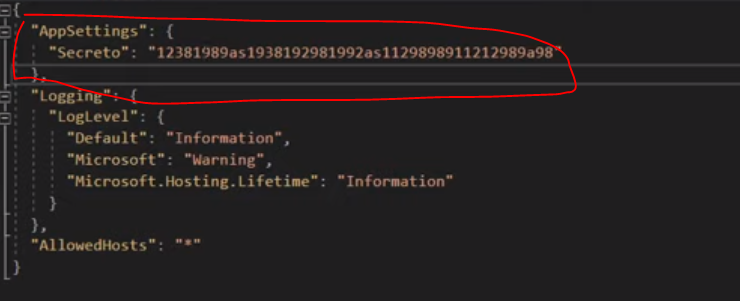 {
"AppSettings": {
"Secreto": "12381989as1938192981992as1129898911212989a98"
},
"Logging": {
"LogLevel": {
"Default": "Information",
"Microsoft": "Warning",
"Microsoft.Hosting.Lifetime": "Information"
}
},
"AllowedHosts": "*"
}